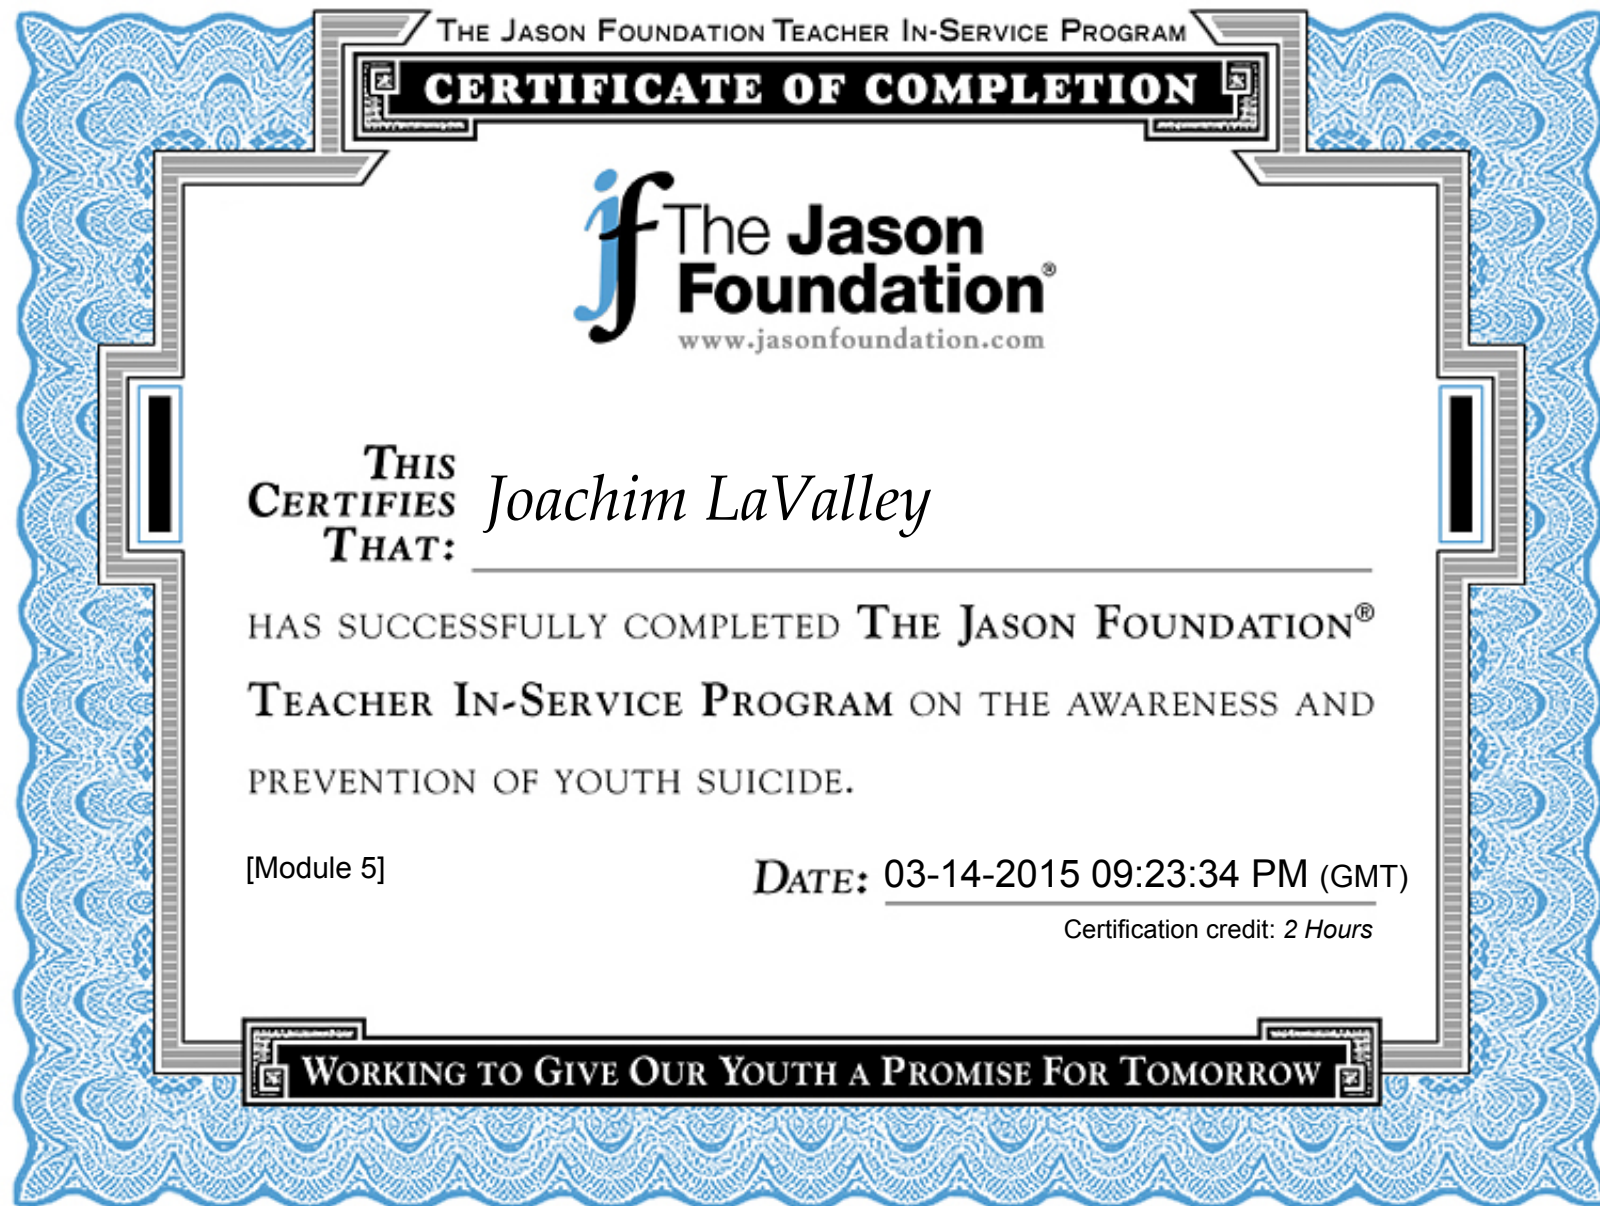 The Jason Foundation Teacher In-Service Program
CERTIFICATE OF COMPLETION
jf The Jason
Foundation®
www.jasonfoundation.com
This
Certifies
That:
Joachim LaValley
has successfully completed The Jason Foundation®
Teacher In-Service Program on the awareness and
prevention of youth suicide.
[Module 5]
Date: 03-14-2015 09:23:34 PM (GMT)
Certification credit: 2 Hours
Working to Give Our Youth a Promise For Tomorrow